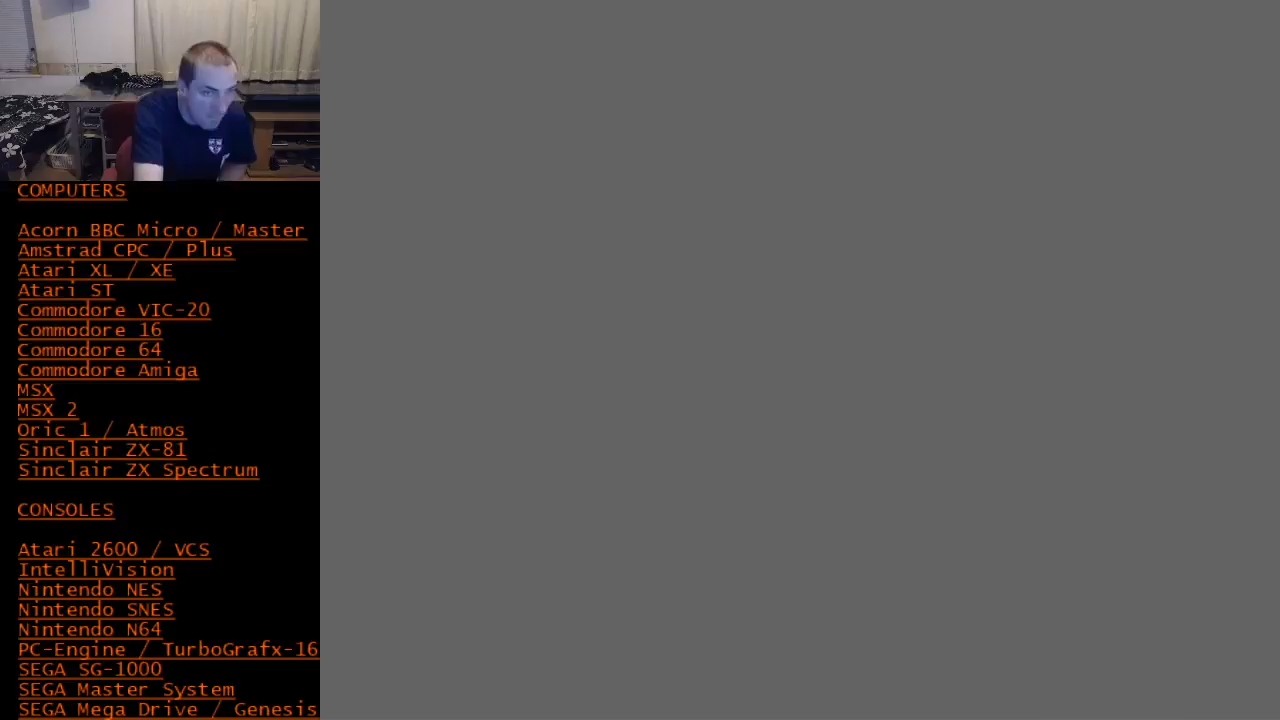 COMPUTERS
Acorn BBC Micro / Master
Amstrad CPC / Plus
Atari XL / XE
Atari ST
Commodore VIC-20
Commodore 16
Commodore 64
Commodore Amiga
MSX
MSX 2
Oric 1 / Atmos
Sinclair ZX-81
Sinclair ZX Spectrum
CONSOLES
Atari 2600 / VCS
IntelliVision
Nintendo NES
Nintendo SNES
Nintendo N64
PC-Engine / TurboGrafx-16
SEGA SG-1000
SEGA Master System
SEGA Mega Drive / Genesis